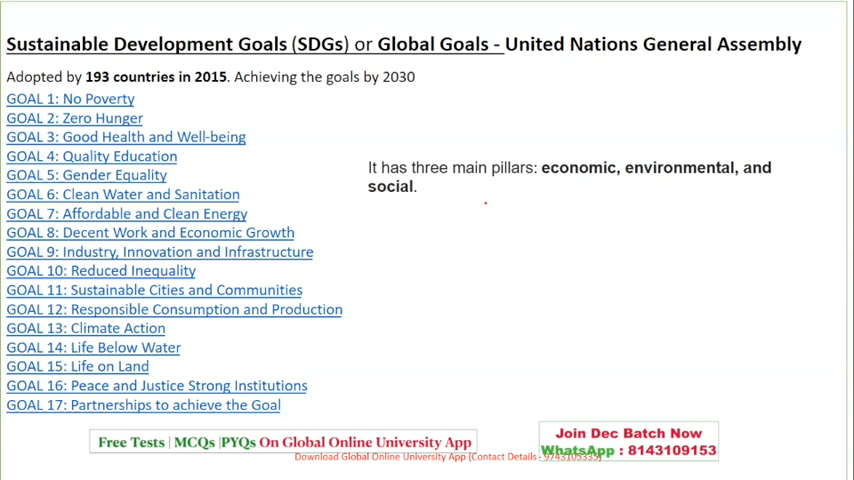 Sustainable Development Goals (SDGs) or Global Goals - United Nations General Assembly
Adopted by 193 countries in 2015. Achieving the goals by 2030
GOAL 1: No Poverty
GOAL 2: Zero Hunger
GOAL 3: Good Health and Well-being
GOAL 4: Quality Education
GOAL 5: Gender Equality
GOAL 6: Clean Water and Sanitation
GOAL 7: Affordable and Clean Energy
GOAL 8: Decent Work and Economic Growth
GOAL 9: Industry, Innovation and Infrastructure
GOAL 10: Reduced Inequality
GOAL 11: Sustainable Cities and Communities
GOAL 12: Responsible Consumption and Production
GOAL 13: Climate Action
GOAL 14: Life Below Water
GOAL 15: Life on Land
GOAL 16: Peace and Justice Strong Institutions
GOAL 17: Partnerships to achieve the Goal
It has three main pillars: economic, environmental, and
social.
Free Tests | MCQs |PYQs On Global Online University App
Join Dec Batch Now
WhatsApp : 8143109153
Download Global Online University App (Contact Details -